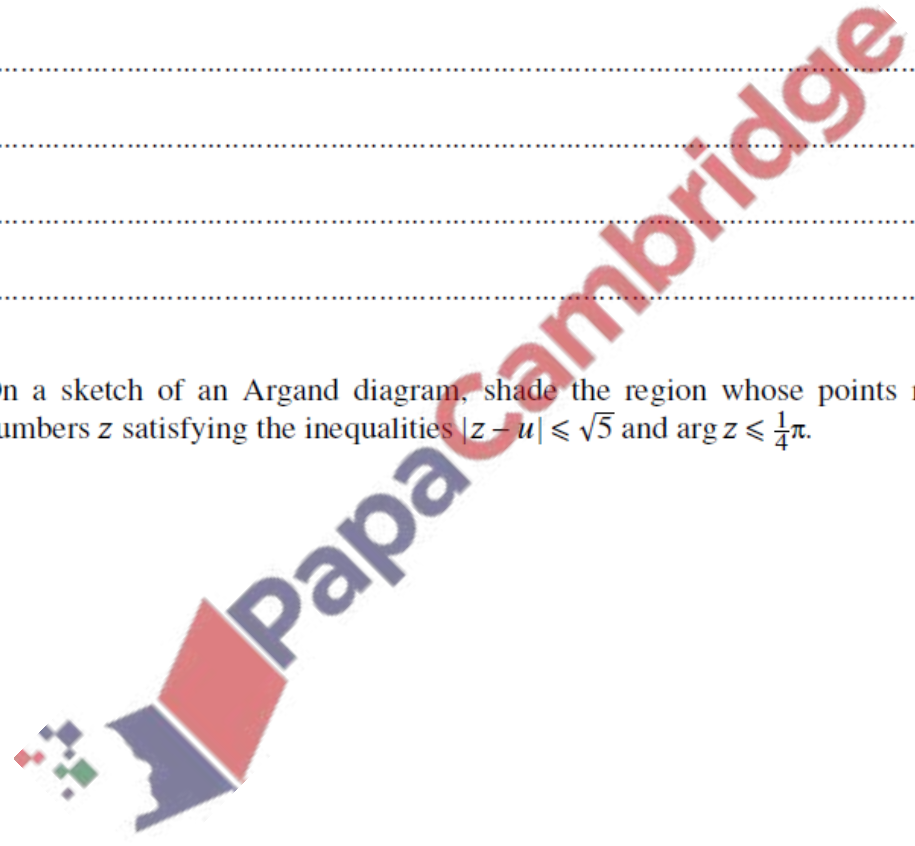 n a sketch of an Argand diagram, shade the region whose points
umbers z satisfying the inequalities |z – u| ⩽ √5 and arg z ⩽ ¼π.
PapaCambridge